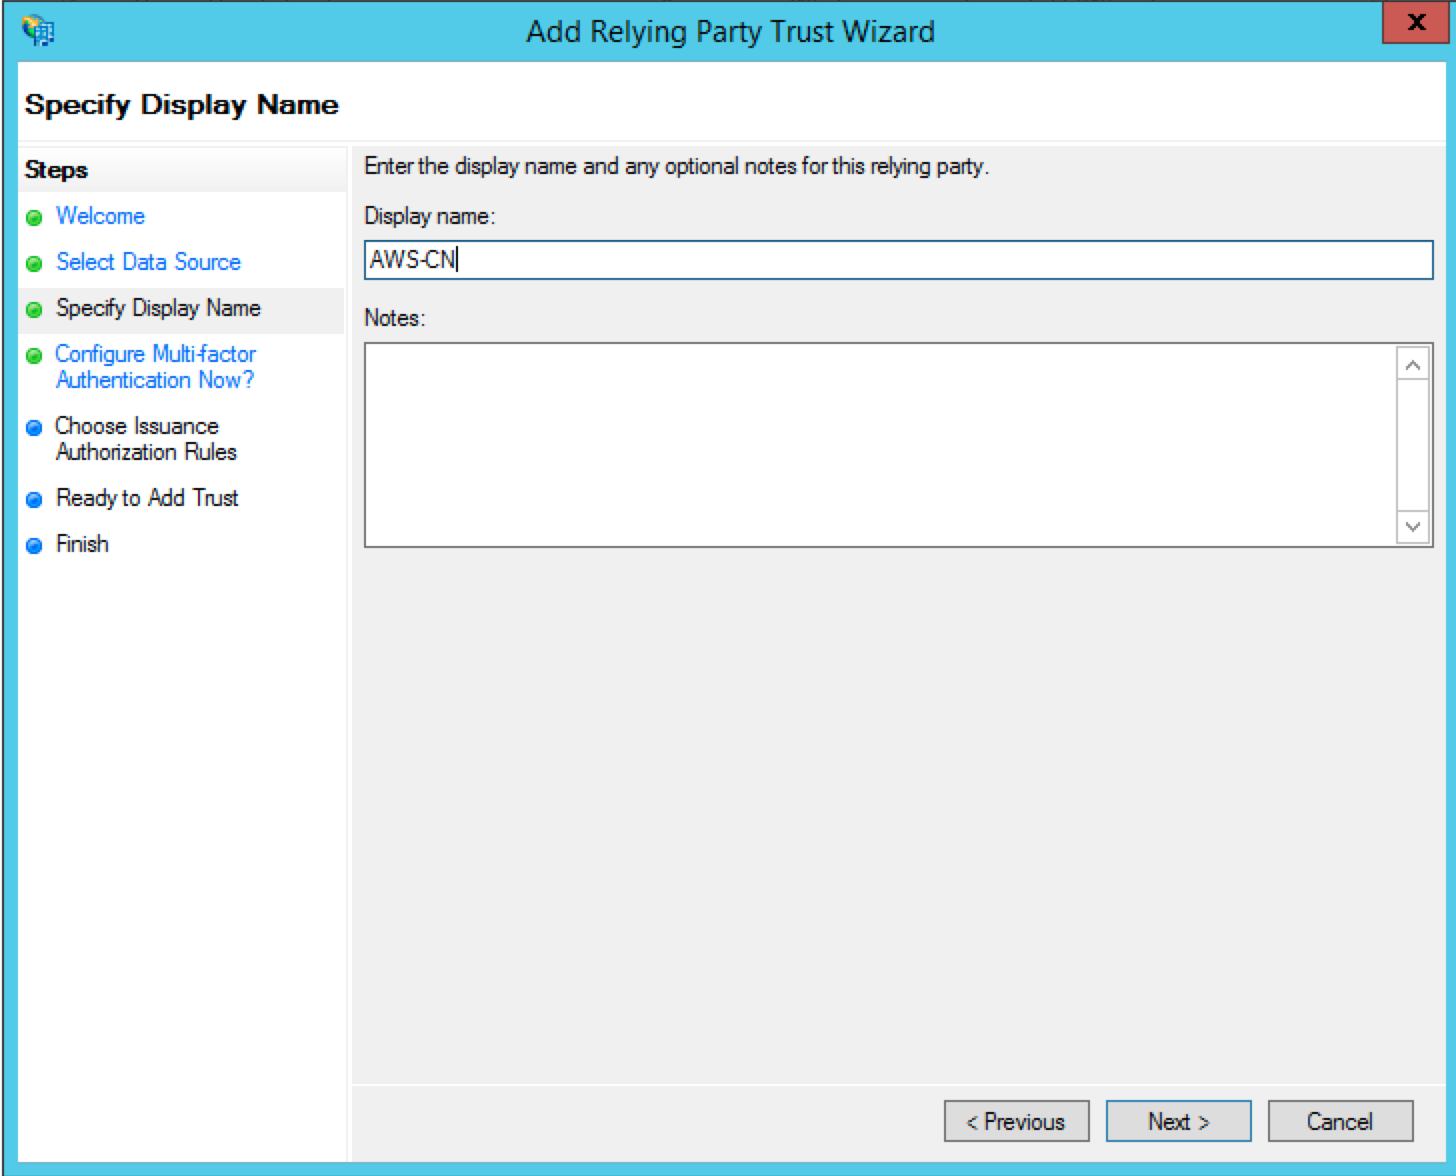 Add Relying Party Trust Wizard
X
Specify Display Name
Steps
Welcome
Select Data Source
Specify Display Name
Configure Multi-factor
Authentication Now?
Choose Issuance
Authorization Rules
Ready to Add Trust
Finish
Enter the display name and any optional notes for this relying party.
Display name:
AWS-CN
Notes:
< Previous
Next >
Cancel